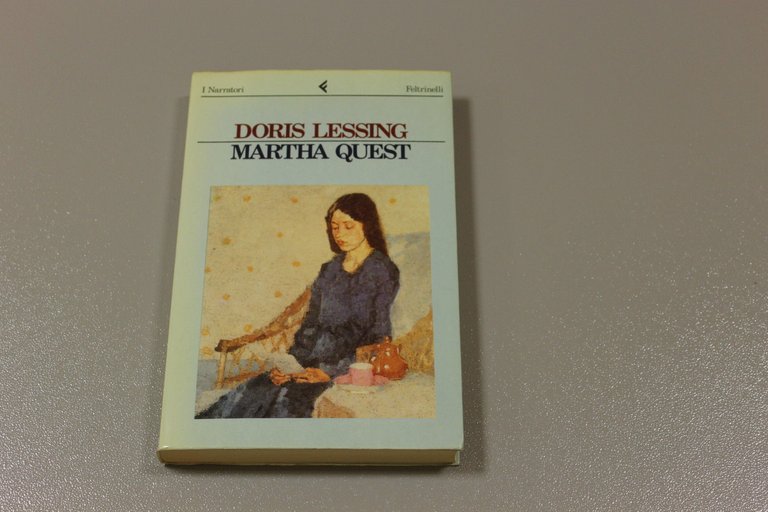 I Narratori Feltrinelli
DORIS LESSING
MARTHA QUEST